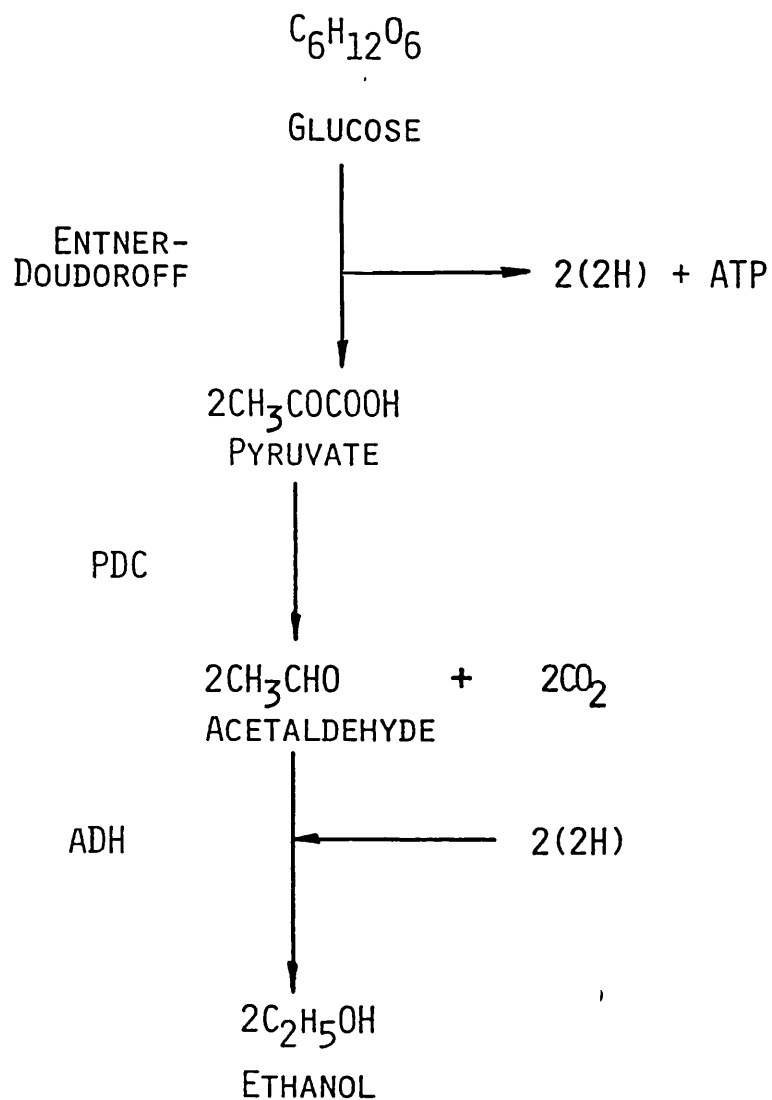 C₆H₁₂O₆
GLUCOSE
ENTNER-
DOUDOROFF
2(2H) + ATP
2CH₃COCOOH
PYRUVATE
PDC
2CH₃CHO + 2CO₂
ACETALDEHYDE
ADH
2(2H)
2C₂H₅OH
ETHANOL